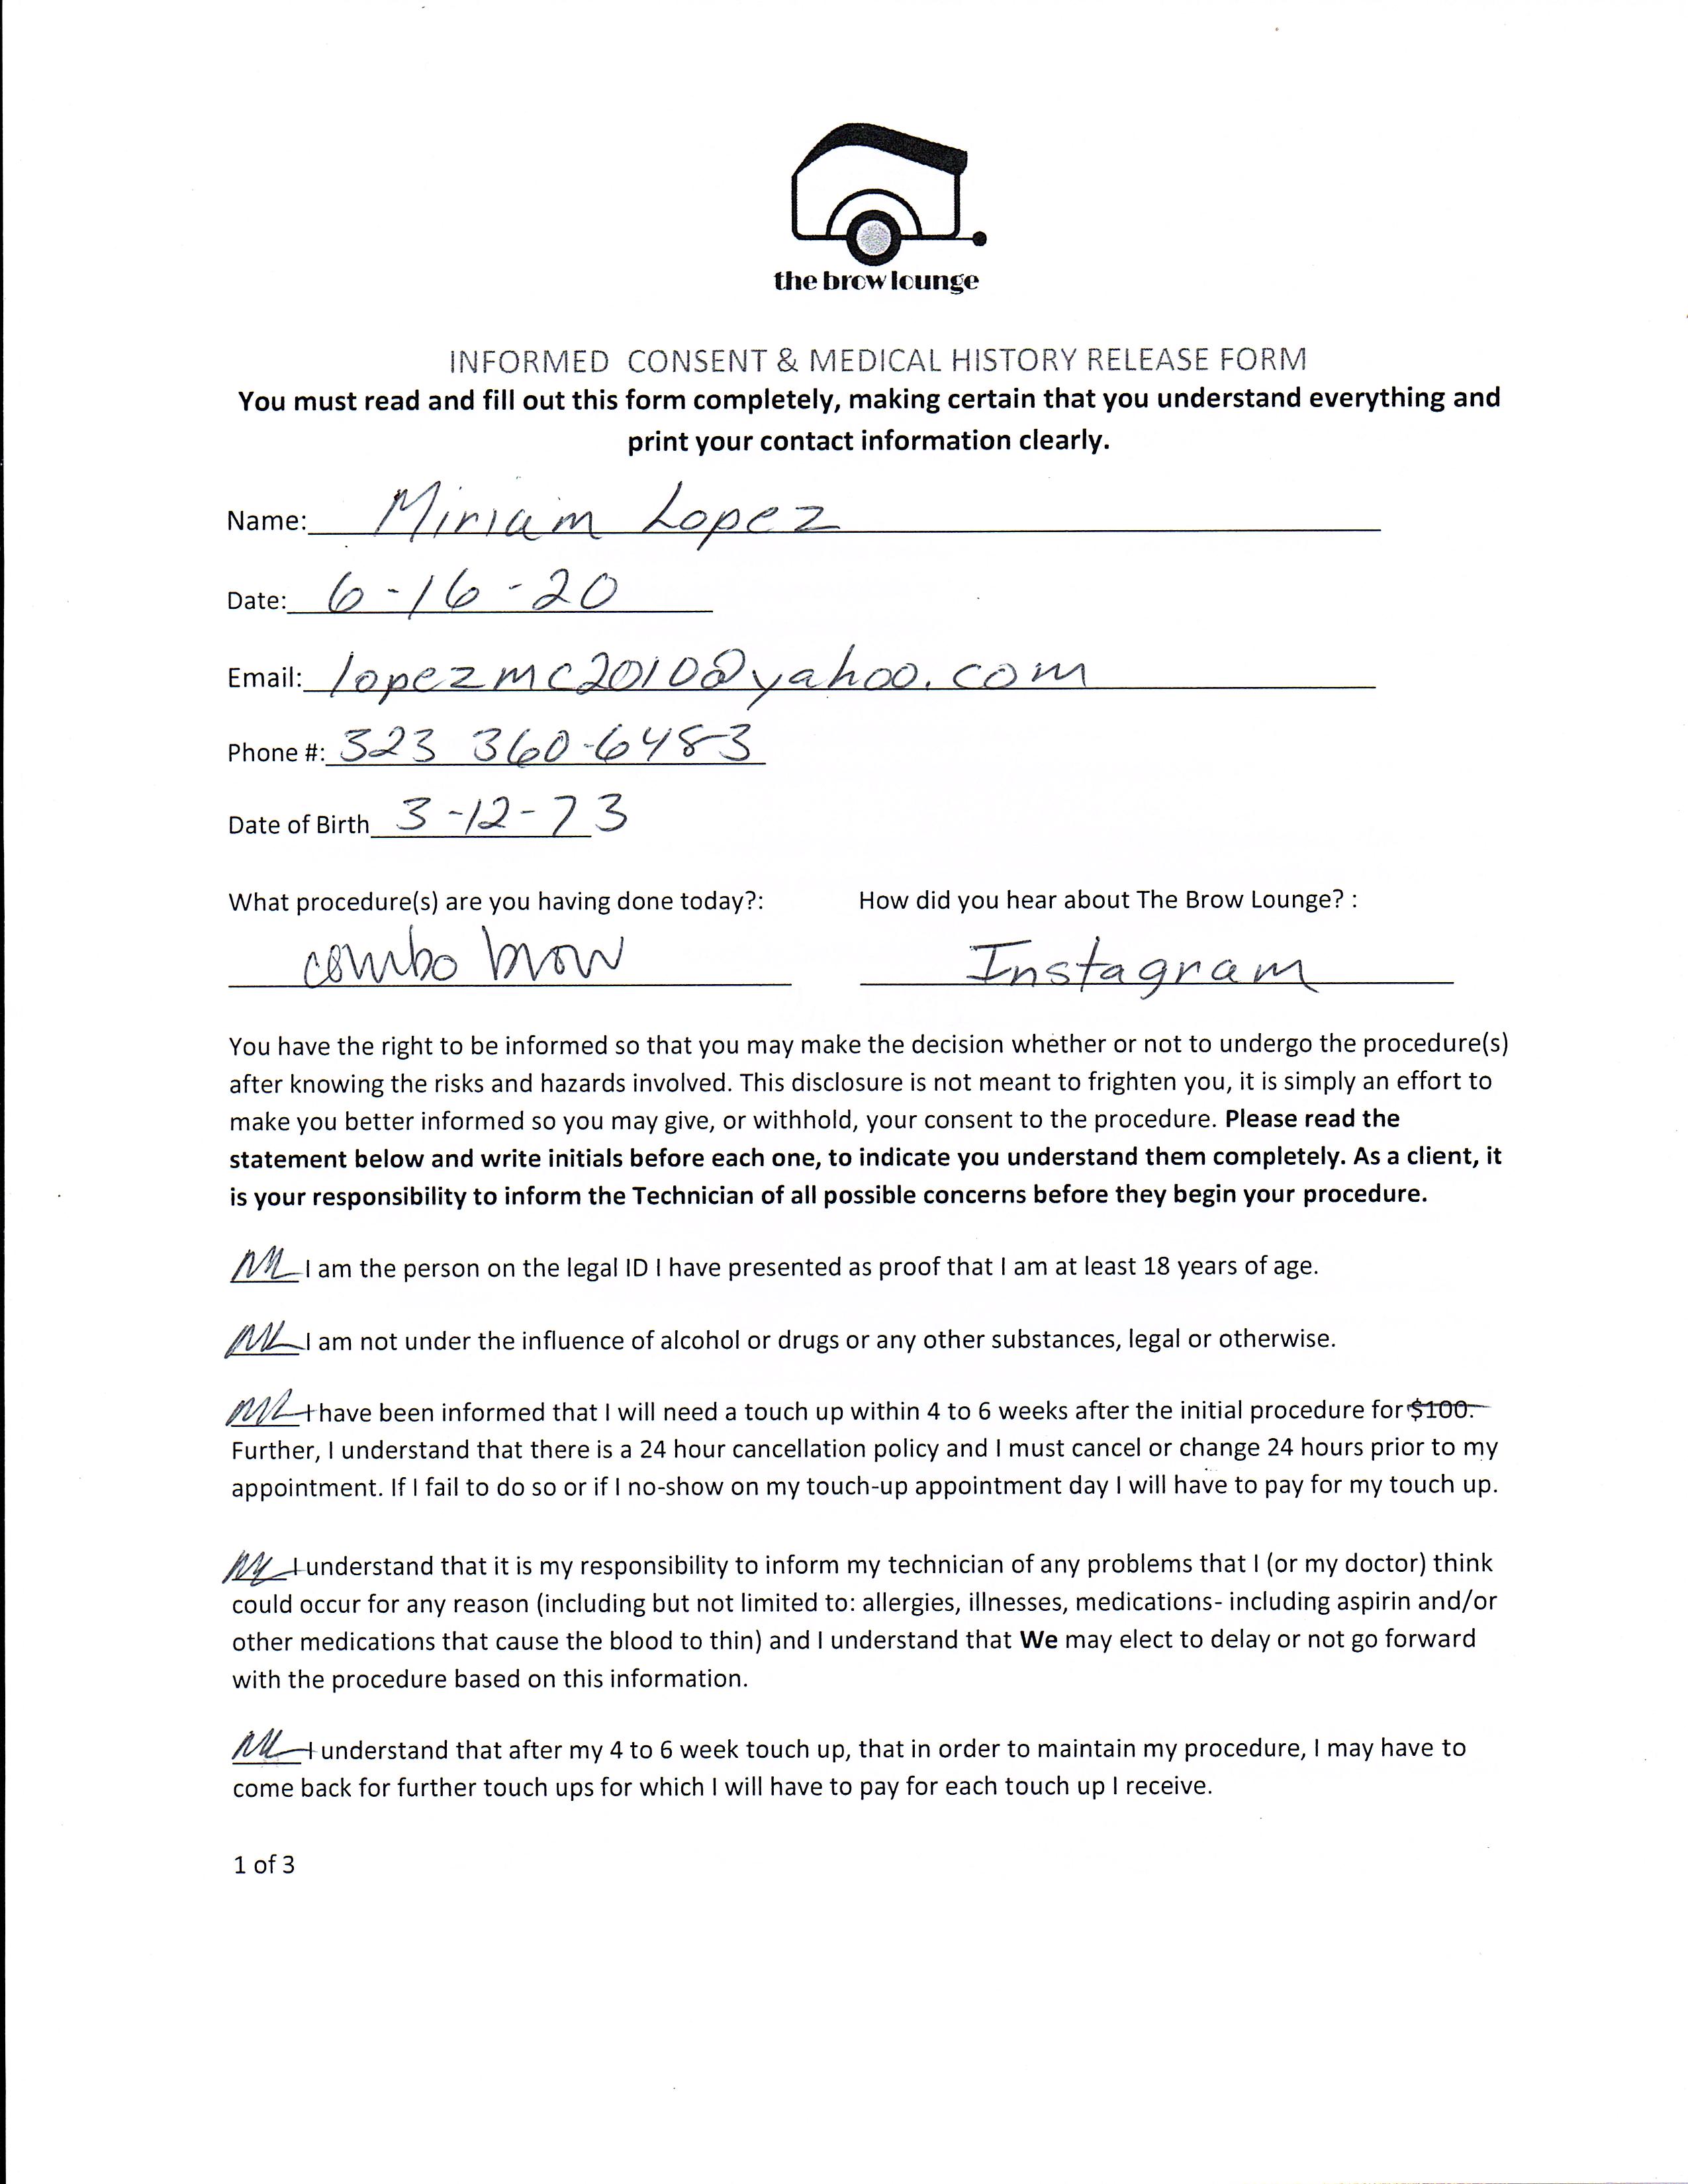 the brow lounge
INFORMED CONSENT & MEDICAL HISTORY RELEASE FORM
You must read and fill out this form completely, making certain that you understand everything and
print your contact information clearly.
Name: Miriam Lopez
Date: 6-16-20
Email: lopezmc2010@yahoo.com
Phone #: 323 360-6483
Date of Birth 3-12-73
What procedure(s) are you having done today?: How did you hear about The Brow Lounge? :
combo brow Instagram
You have the right to be informed so that you may make the decision whether or not to undergo the procedure(s)
after knowing the risks and hazards involved. This disclosure is not meant to frighten you, it is simply an effort to
make you better informed so you may give, or withhold, your consent to the procedure. Please read the
statement below and write initials before each one, to indicate you understand them completely. As a client, it
is your responsibility to inform the Technician of all possible concerns before they begin your procedure.
ML I am the person on the legal ID I have presented as proof that I am at least 18 years of age.
ML I am not under the influence of alcohol or drugs or any other substances, legal or otherwise.
ML I have been informed that I will need a touch up within 4 to 6 weeks after the initial procedure for $100.
Further, I understand that there is a 24 hour cancellation policy and I must cancel or change 24 hours prior to my
appointment. If I fail to do so or if I no-show on my touch-up appointment day I will have to pay for my touch up.
ML I understand that it is my responsibility to inform my technician of any problems that I (or my doctor) think
could occur for any reason (including but not limited to: allergies, illnesses, medications- including aspirin and/or
other medications that cause the blood to thin) and I understand that We may elect to delay or not go forward
with the procedure based on this information.
ML I understand that after my 4 to 6 week touch up, that in order to maintain my procedure, I may have to
come back for further touch ups for which I will have to pay for each touch up I receive.
1 of 3